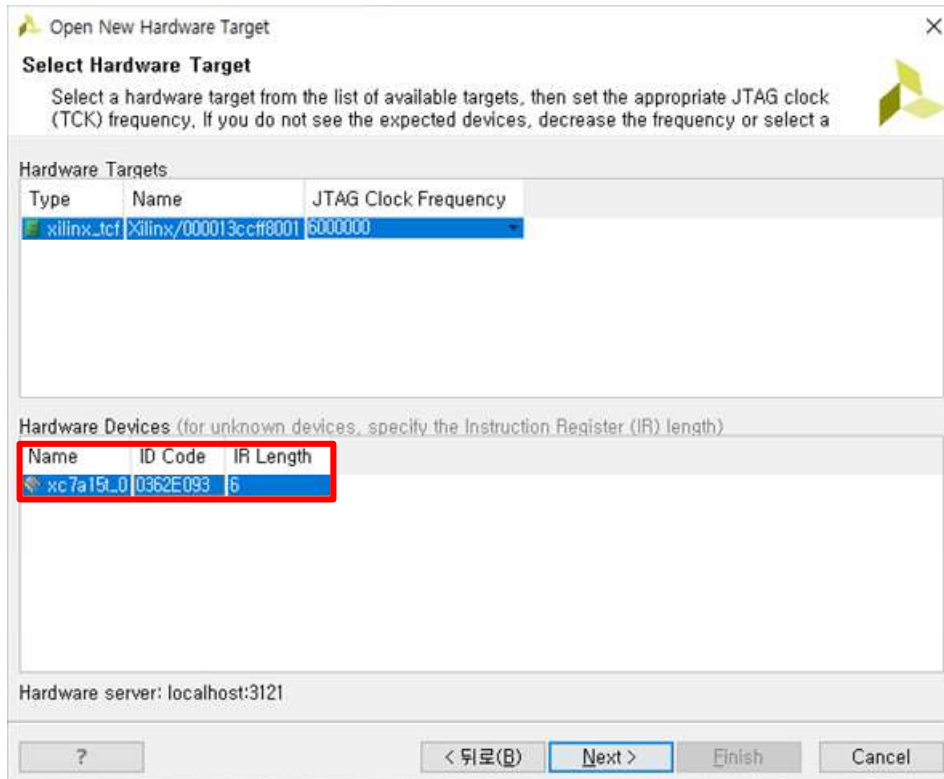 Open New Hardware Target
Select Hardware Target
Select a hardware target from the list of available targets, then set the appropriate JTAG clock
(TCK) frequency, If you do not see the expected devices, decrease the frequency or select a
Hardware Targets
Type Name JTAG Clock Frequency
xilinx_tcf Xilinx/000013ccff8001 6000000
Hardware Devices (for unknown devices, specify the Instruction Register (IR) length)
Name ID Code IR Length
xc7a15t_0 0362E093 6
Hardware server: localhost:3121
? < 뒤로(B) Next > Finish Cancel